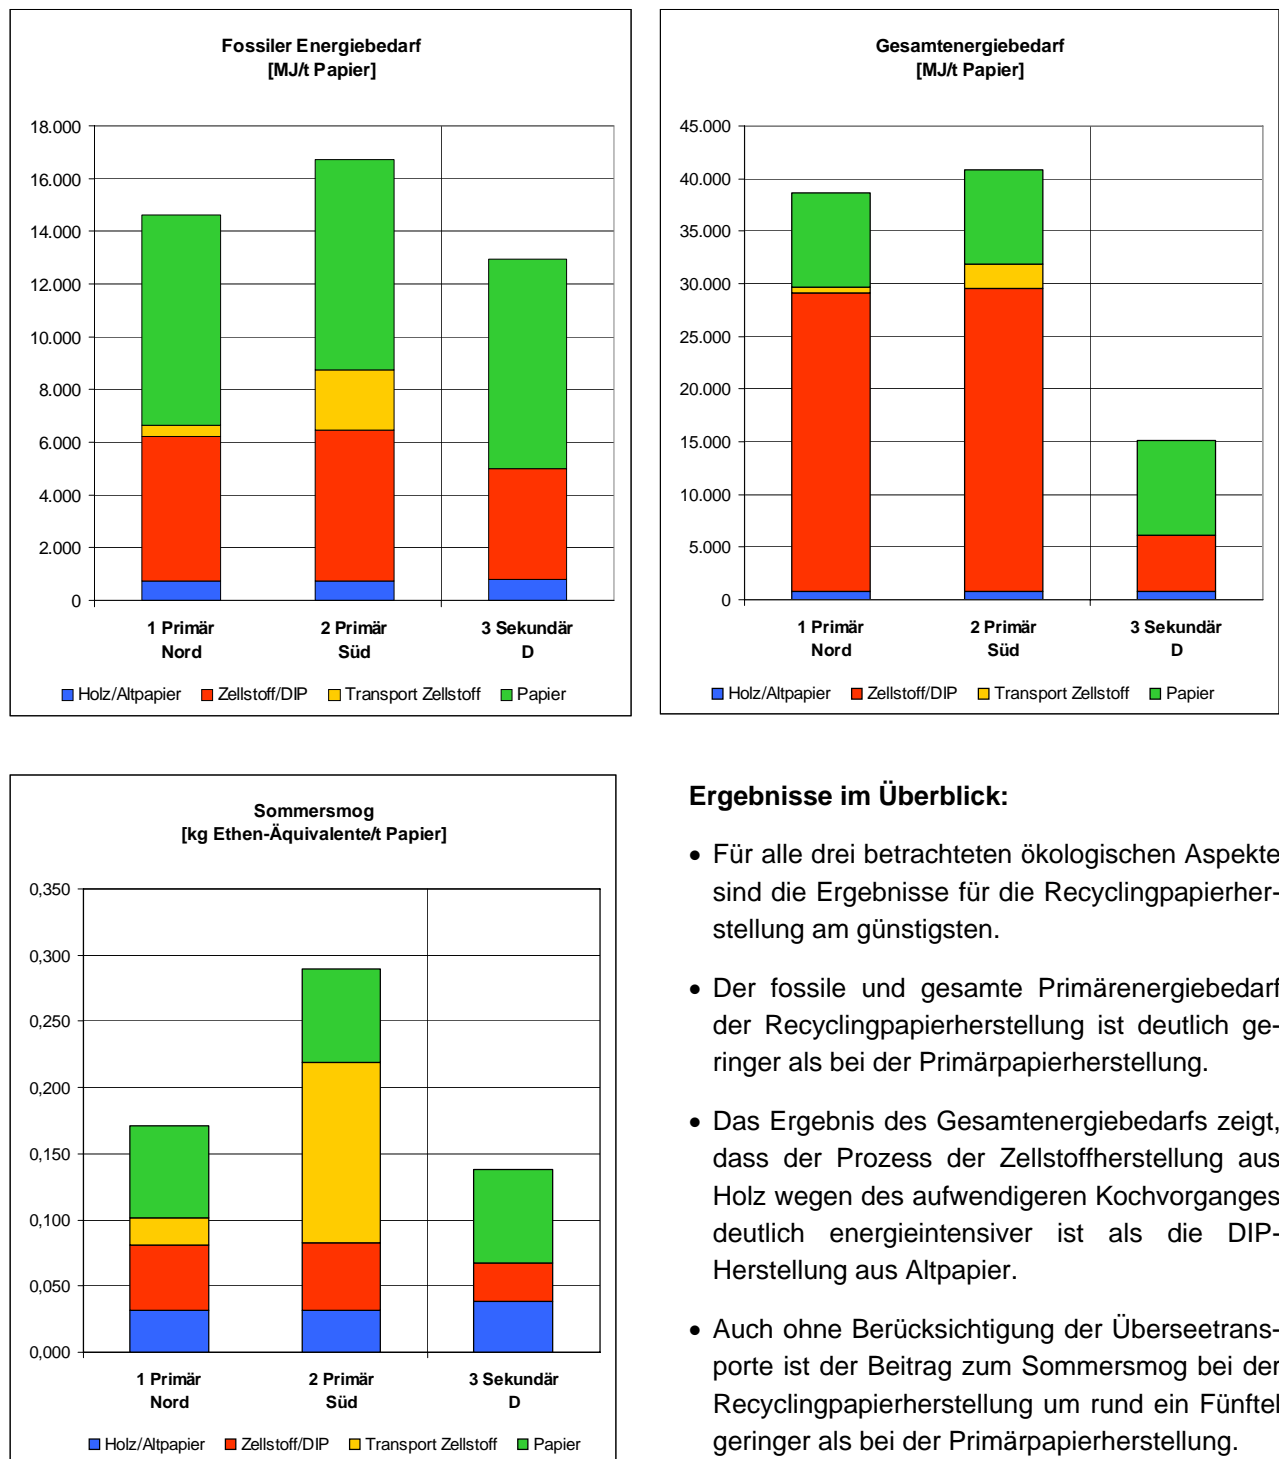 Fossiler Energiebedarf
[MJ/t Papier]
18.000
16.000
14.000
12.000
10.000
8.000
6.000
4.000
2.000
0
1 Primär
Nord
2 Primär
Süd
3 Sekundär
D
Holz/Altpapier Zellstoff/DIP Transport Zellstoff Papier
Gesamtenergiebedarf
[MJ/t Papier]
45.000
40.000
35.000
30.000
25.000
20.000
15.000
10.000
5.000
0
1 Primär
Nord
2 Primär
Süd
3 Sekundär
D
Holz/Altpapier Zellstoff/DIP Transport Zellstoff Papier
Sommersmog
[kg Ethen-Äquivalente/t Papier]
0,350
0,300
0,250
0,200
0,150
0,100
0,050
0,000
1 Primär
Nord
2 Primär
Süd
3 Sekundär
D
Holz/Altpapier Zellstoff/DIP Transport Zellstoff Papier
Ergebnisse im Überblick:
• Für alle drei betrachteten ökologischen Aspekte
sind die Ergebnisse für die Recyclingpapierher-
stellung am günstigsten.
• Der fossile und gesamte Primärenergiebedarf
der Recyclingpapierherstellung ist deutlich ge-
ringer als bei der Primärpapierherstellung.
• Das Ergebnis des Gesamtenergiebedarfs zeigt,
dass der Prozess der Zellstoffherstellung aus
Holz wegen des aufwendigeren Kochvorganges
deutlich energieintensiver ist als die DIP-
Herstellung aus Altpapier.
• Auch ohne Berücksichtigung der Überseetrans-
porte ist der Beitrag zum Sommersmog bei der
Recyclingpapierherstellung um rund ein Fünftel
geringer als bei der Primärpapierherstellung.